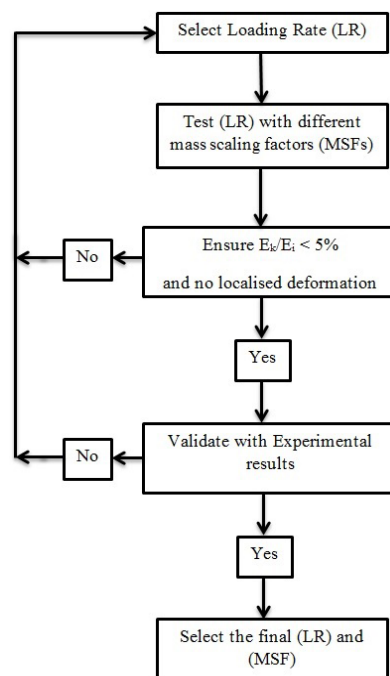 Select Loading Rate (LR)
Test (LR) with different
mass scaling factors (MSFs)
Ensure Eₖ/Eᵢ < 5%
and no localised deformation
No
Yes
Validate with Experimental
results
No
Yes
Select the final (LR) and
(MSF)